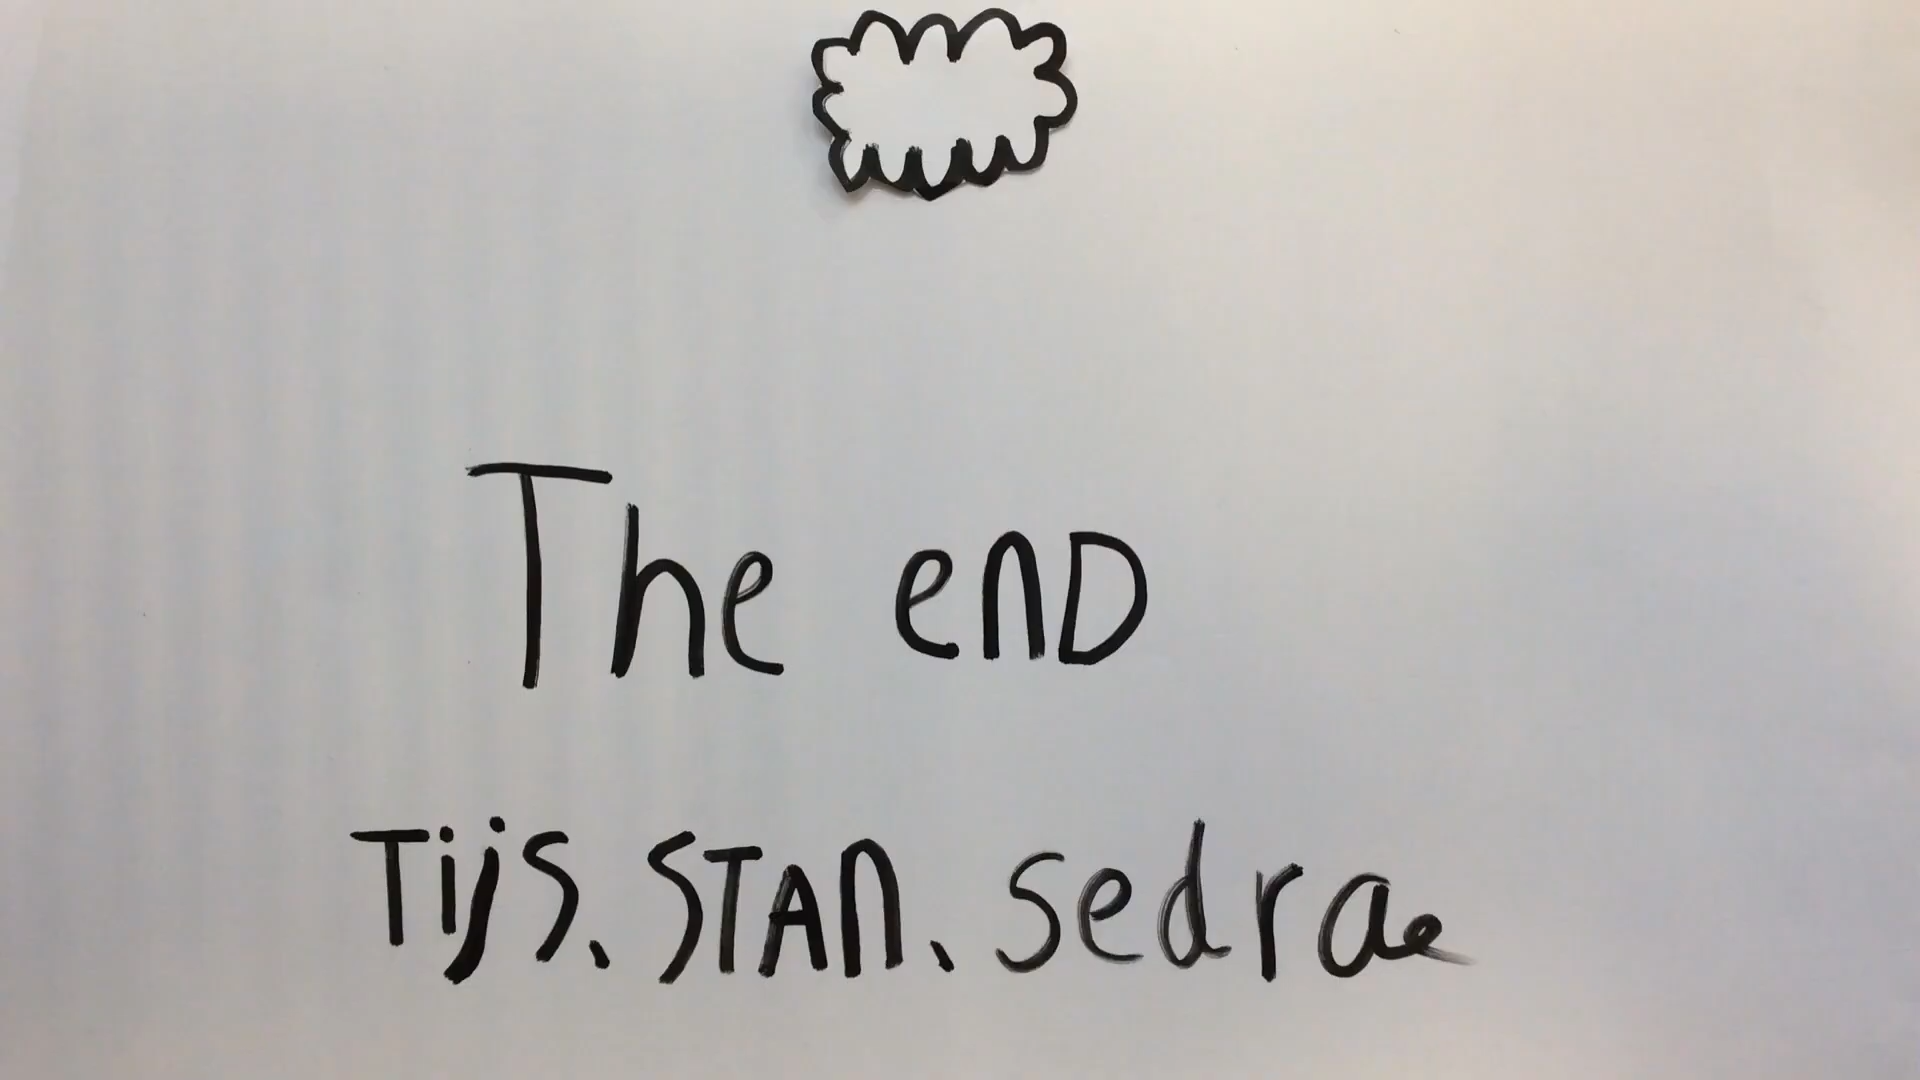 The enD
Tijs, STAn, sedra